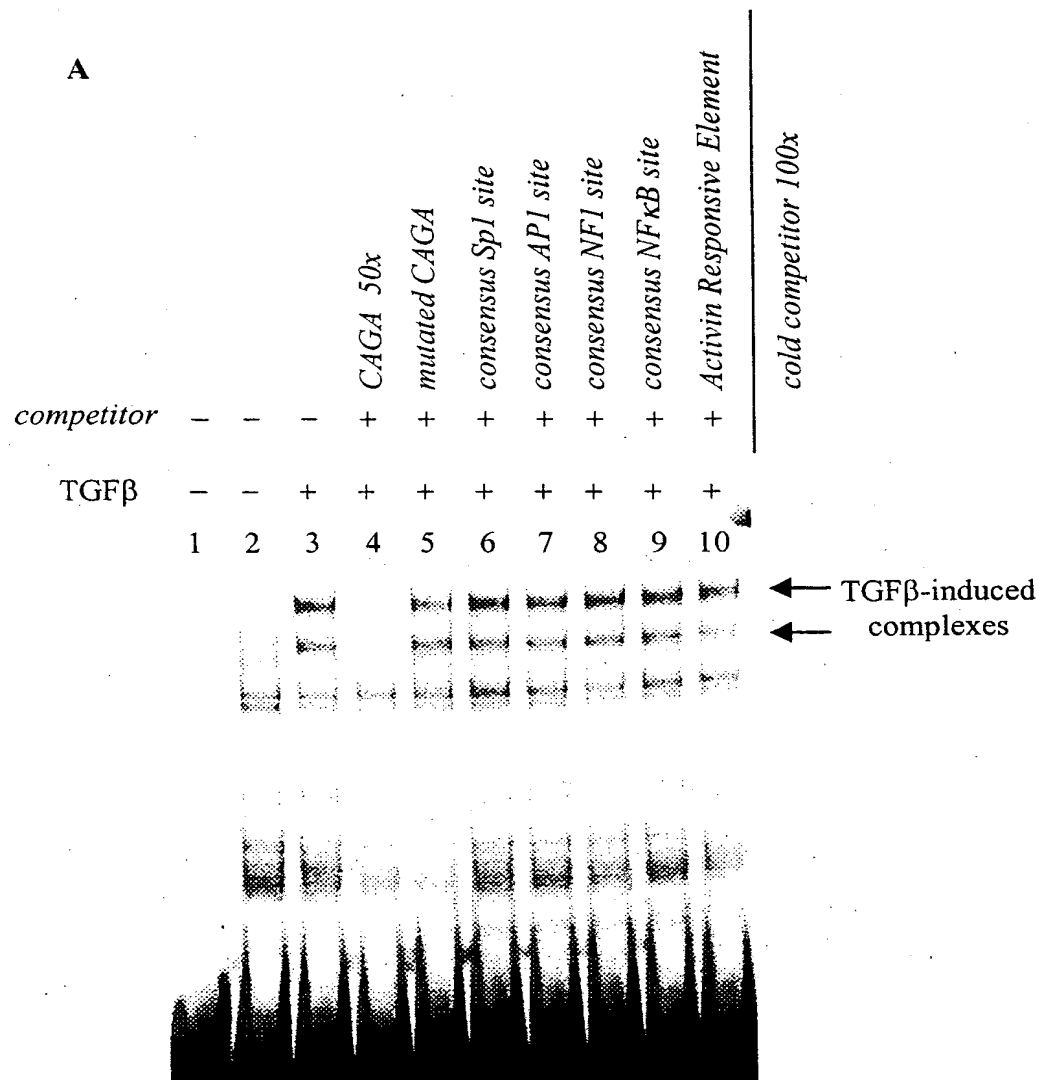 A
CAGA 50x
mutated CAGA
consensus Sp1 site
consensus AP1 site
consensus NF1 site
consensus NFκB site
Activin Responsive Element
cold competitor 100x
competitor – – – + + + + + + +
TGFβ – – + + + + + + + +
1 2 3 4 5 6 7 8 9 10
TGFβ-induced
complexes